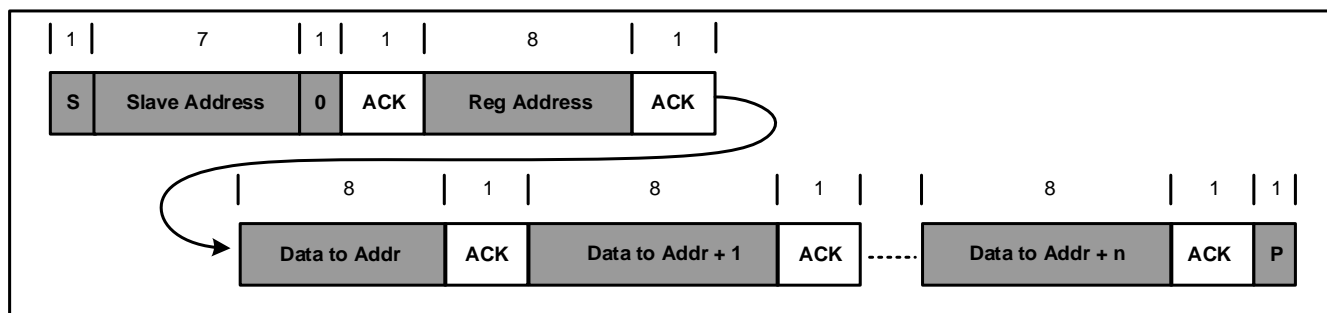 1 7 1 1 8 1
S Slave Address 0 ACK Reg Address ACK
8 1 8 1 8 1 1
Data to Addr ACK Data to Addr + 1 ACK Data to Addr + n ACK P